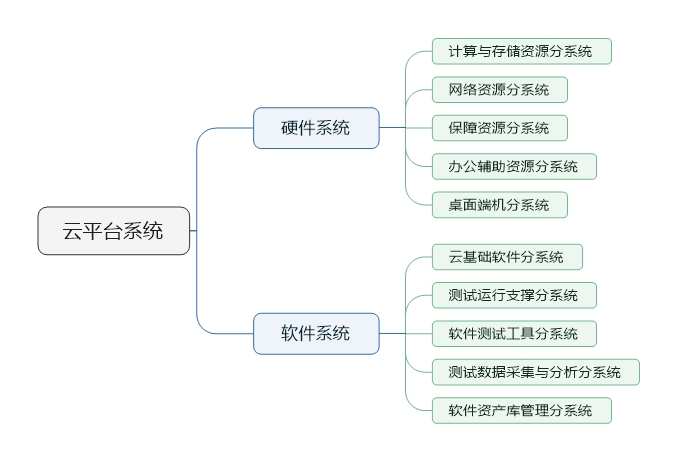 云平台系统
硬件系统
计算与存储资源分系统
网络资源分系统
保障资源分系统
办公辅助资源分系统
桌面端机分系统
软件系统
云基础软件分系统
测试运行支撑分系统
软件测试工具分系统
测试数据采集与分析分系统
软件资产库管理分系统